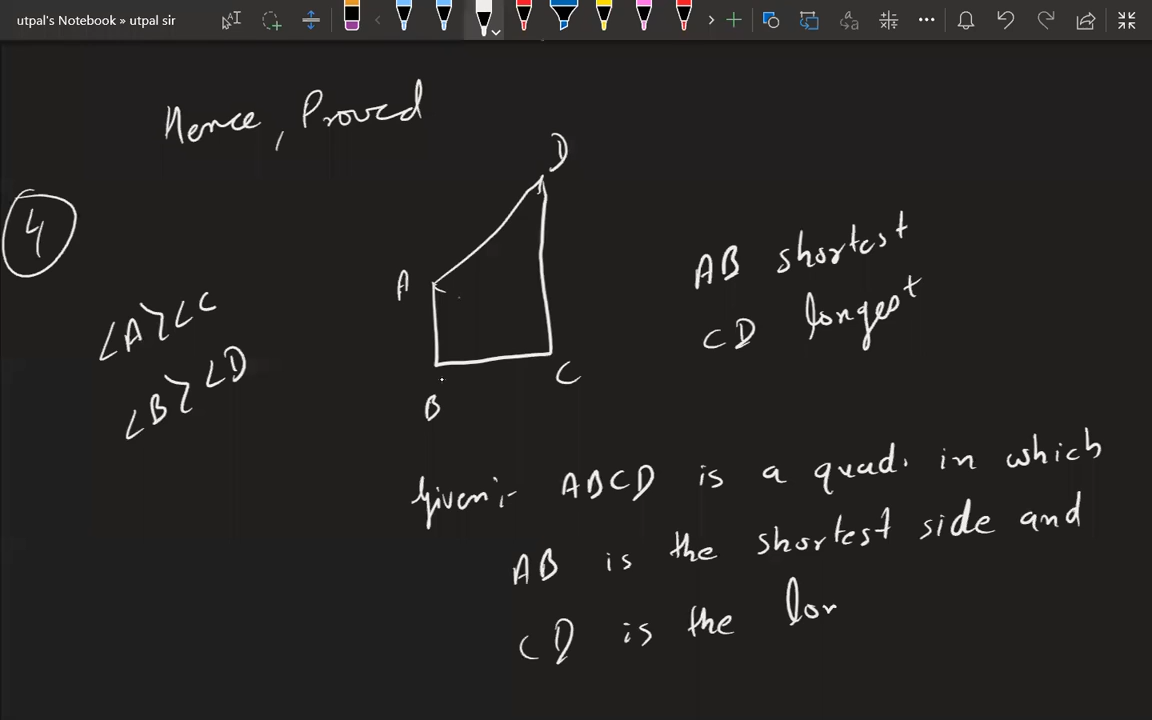 utpal's Notebook » utpal sir
Hence, Proved
4
D
A
B
C
AB shortest
CD longest
∠A>∠C
∠B>∠D
Given:- ABCD is a quad. in which
AB is the shortest side and
CD is the lon